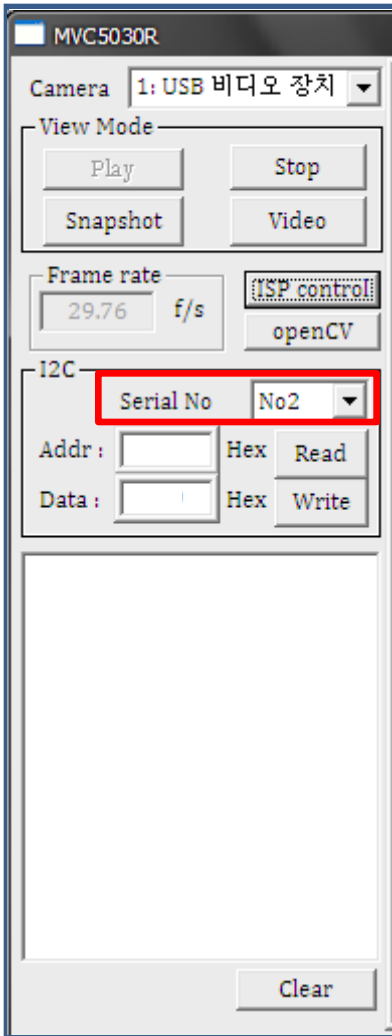 MVC5030R
Camera 1: USB 비디오 장치
View Mode
Play Stop
Snapshot Video
Frame rate
29.76 f/s
ISP control
openCV
I2C
Serial No No2
Addr : Hex Read
Data : Hex Write
Clear